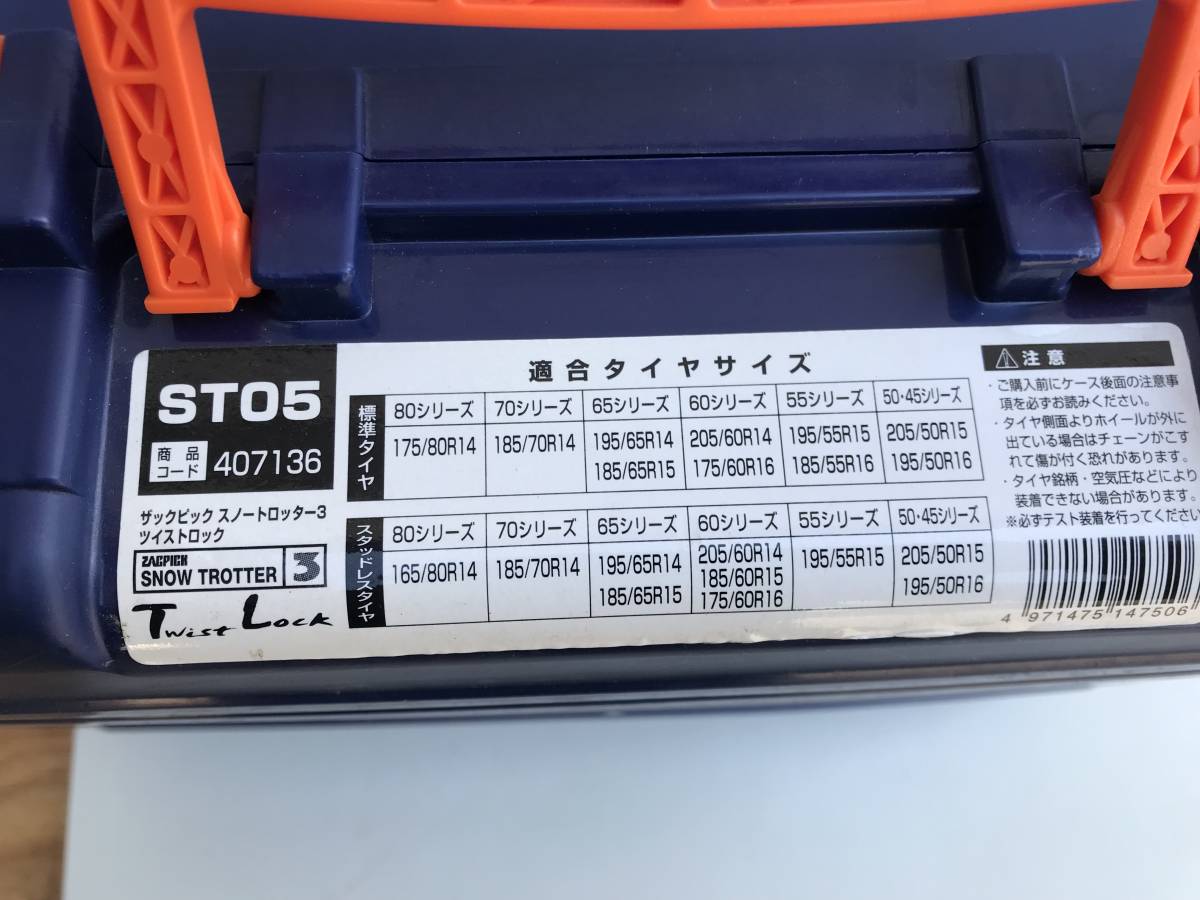 ST05
商品コード 407136
ザックピック スノートロッター3
ツイストロック
ZACPICK
SNOW TROTTER 3
Twist Lock
適合タイヤサイズ
標準タイヤ
80シリーズ 70シリーズ 65シリーズ 60シリーズ 55シリーズ 50・45シリーズ
175/80R14 185/70R14 195/65R14 205/60R14 195/55R15 205/50R15
185/65R15 175/60R16 185/55R16 195/50R16
スタッドレスタイヤ
80シリーズ 70シリーズ 65シリーズ 60シリーズ 55シリーズ 50・45シリーズ
165/80R14 185/70R14 195/65R14 205/60R14 195/55R15 205/50R15
185/65R15 185/60R15 195/50R16
175/60R16
注意
・ご購入前にケース後面の注意事
項を必ずお読みください。
・タイヤ側面よりホイールが外に
出ている場合はチェーンがこす
れて傷が付く恐れがあります。
・タイヤ銘柄・空気圧などにより
装着できない場合があります。
※必ずテスト装着を行ってください
4 971475 147506